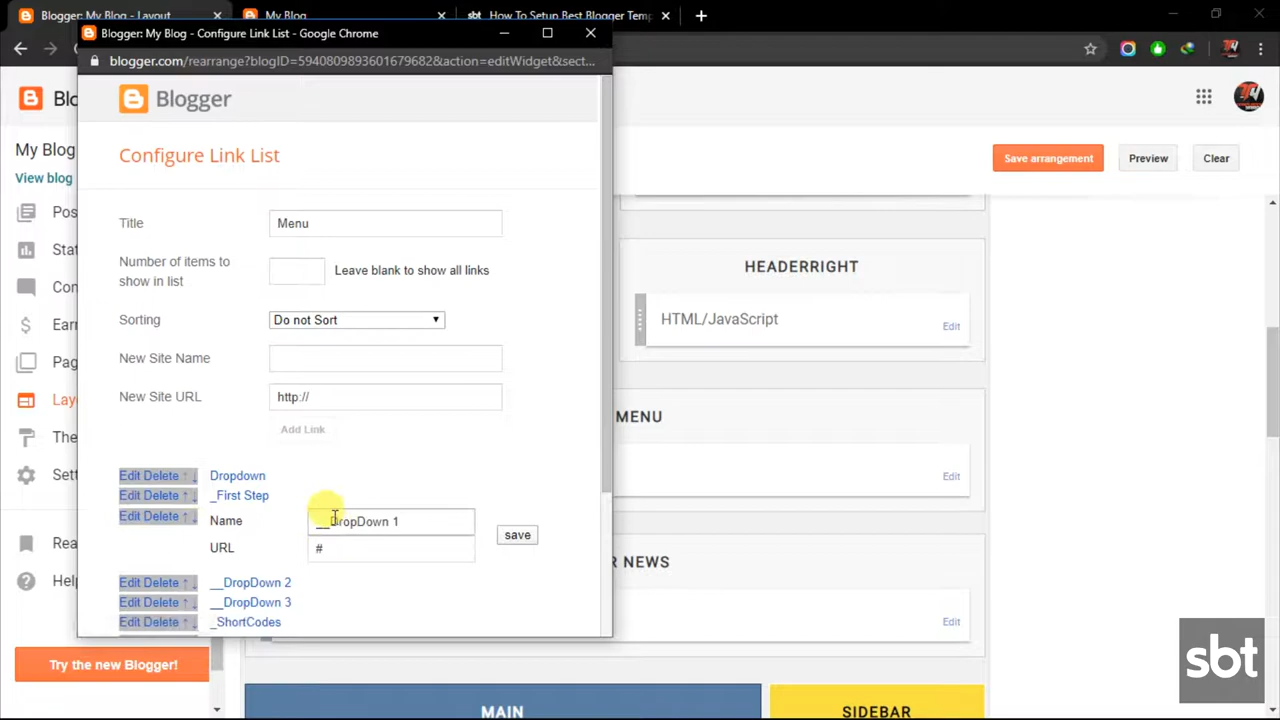 Blogger: My Blog - Layout
My Blog
How To Setup Best Blogger Temp
Blogger: My Blog - Configure Link List - Google Chrome
blogger.com/rearrange?blogID=5940809893601679682&action=editWidget&sect...
Blogger
My Blog
View blog
Configure Link List
Save arrangement
Preview
Clear
Title
Menu
Number of items to show in list
Leave blank to show all links
Sorting
Do not Sort
New Site Name
New Site URL
http://
Add Link
Edit Delete ↑ ↓ Dropdown
Edit Delete ↑ ↓ _First Step
Edit Delete ↑ ↓ Name __DropDown 1
URL #
save
Edit Delete ↑ ↓ __DropDown 2
Edit Delete ↑ ↓ __DropDown 3
Edit Delete ↑ ↓ _ShortCodes
HEADERRIGHT
HTML/JavaScript
Edit
MENU
Edit
NEWS
Edit
MAIN
SIDEBAR
Try the new Blogger!
sbt